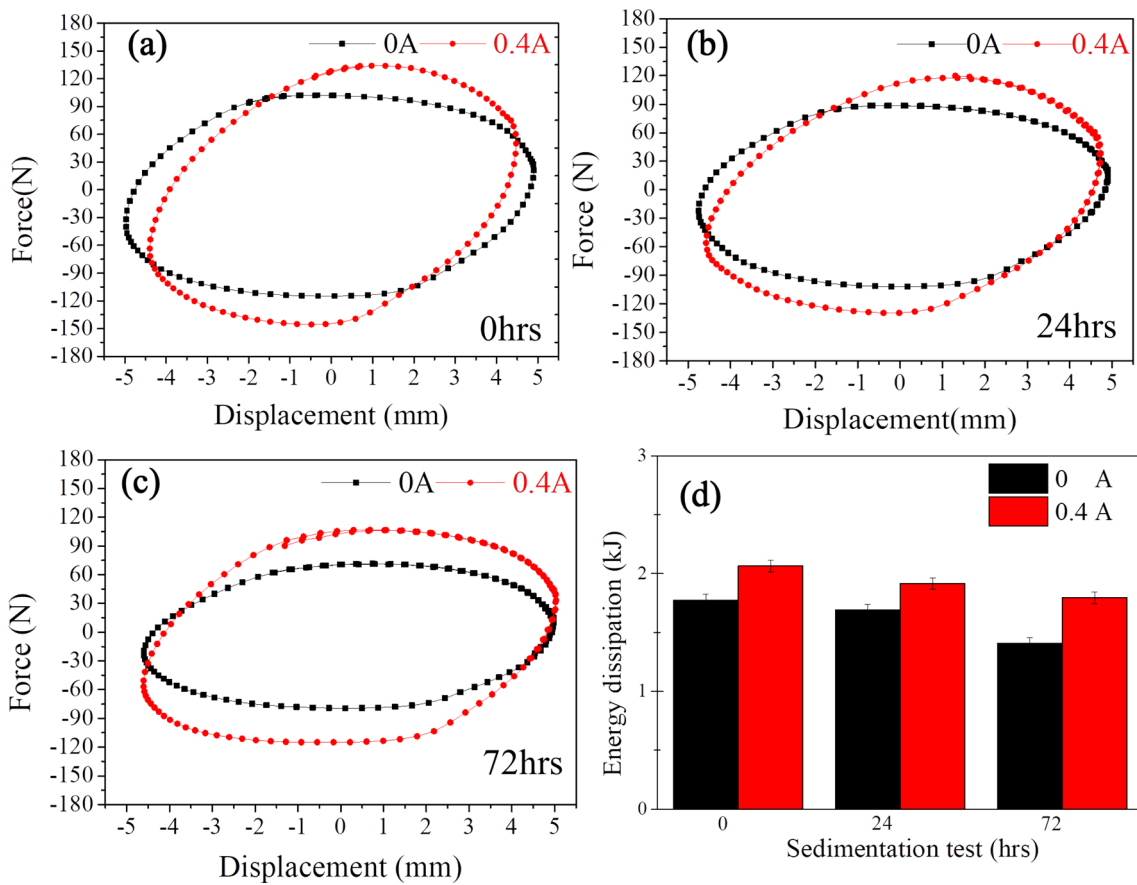 (a)
0A 0.4A
180
150
120
90
60
30
0
-30
-60
-90
-120
-150
-180
Force(N)
0hrs
-5 -4 -3 -2 -1 0 1 2 3 4 5
Displacement (mm)
(b)
0A 0.4A
180
150
120
90
60
30
0
-30
-60
-90
-120
-150
-180
Force (N)
24hrs
-5 -4 -3 -2 -1 0 1 2 3 4 5
Displacement(mm)
(c)
0A 0.4A
180
150
120
90
60
30
0
-30
-60
-90
-120
-150
-180
Force (N)
72hrs
-5 -4 -3 -2 -1 0 1 2 3 4 5
Displacement (mm)
(d)
0 A
0.4 A
3
2
1
0
Energy dissipation (kJ)
0 24 72
Sedimentation test (hrs)